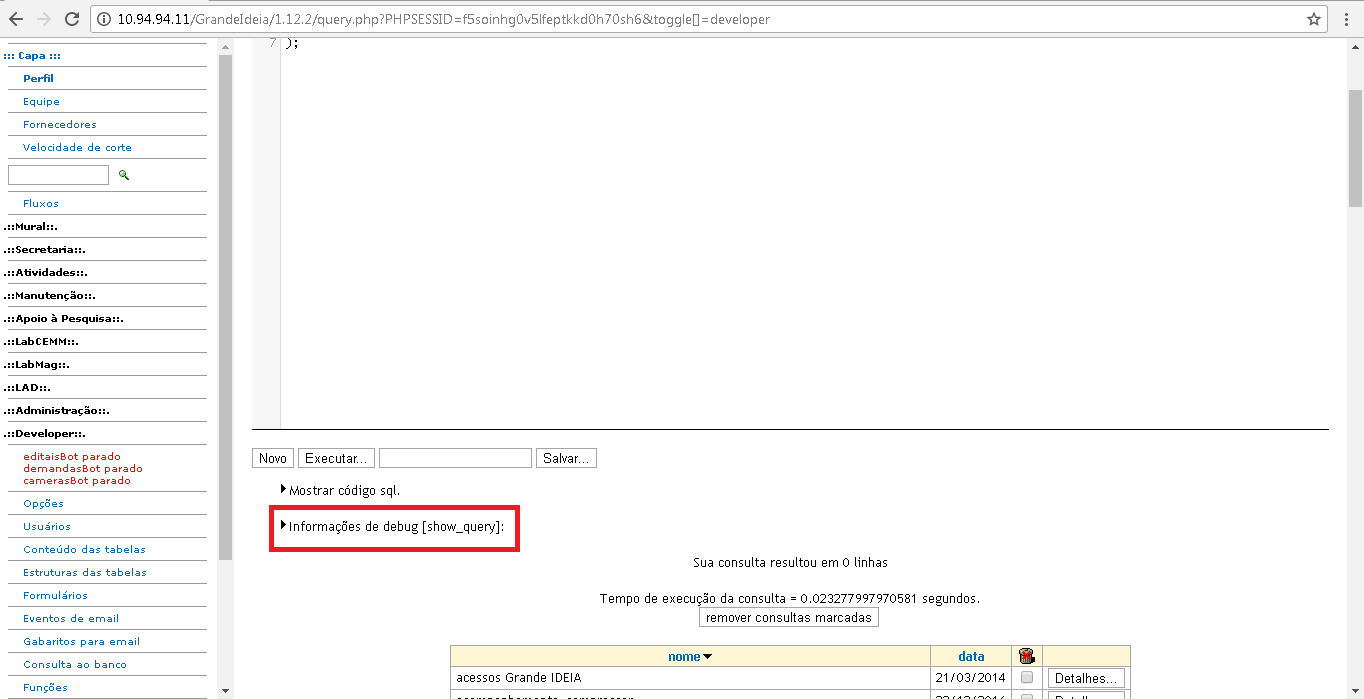 10.94.94.11/GrandeIdeia/1.12.2/query.php?PHPSESSID=f5soinhg0v5lfeptkkd0h70sh6&toggle[]=developer
::: Capa :::
Perfil
Equipe
Fornecedores
Velocidade de corte
Fluxos
.::Mural::.
.::Secretaria::.
.::Atividades::.
.::Manutenção::.
.::Apoio à Pesquisa::.
.::LabCEMM::.
.::LabMag::.
.::LAD::.
.::Administração::.
.::Developer::.
editaisBot parado
demandasBot parado
camerasBot parado
Opções
Usuários
Conteúdo das tabelas
Estruturas das tabelas
Formulários
Eventos de email
Gabaritos para email
Consulta ao banco
Funções
7 );
Novo Executar... Salvar...
Mostrar código sql.
Informações de debug [show_query]:
Sua consulta resultou em 0 linhas
Tempo de execução da consulta = 0.023277997970581 segundos.
remover consultas marcadas
nome data
acessos Grande IDEIA 21/03/2014 Detalhes...